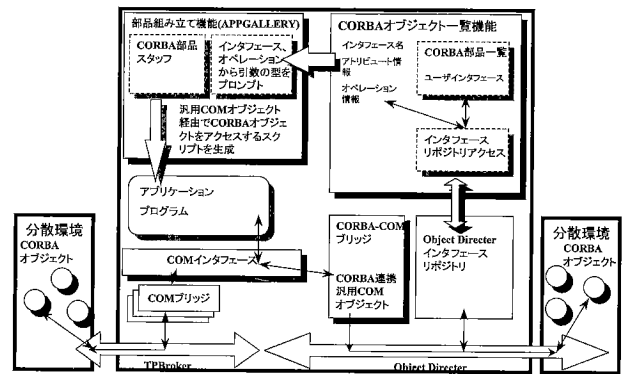 部品組み立て機能(APPGALLERY)
CORBA部品
スタッフ
インタフェース、
オペレーション
から引数の型を
プロンプト
汎用COMオブジェクト
経由でCORBAオブジェ
クトをアクセスするスク
リプトを生成
CORBAオブジェクト一覧機能
インタフェース名
アトリビュート情
報
オペレーション
情報
CORBA部品一覧
ユーザインタフェース
インタフェース
リポジトリアクセス
アプリケーション
プログラム
COMインタフェース
COMブリッジ
CORBA-COM
ブリッジ
CORBA連携
汎用COM
オブジェクト
Object Directer
インタフェース
リポジトリ
分散環境
CORBA
オブジェクト
分散環境
CORBA
オブジェクト
TPBroker
Object Directer